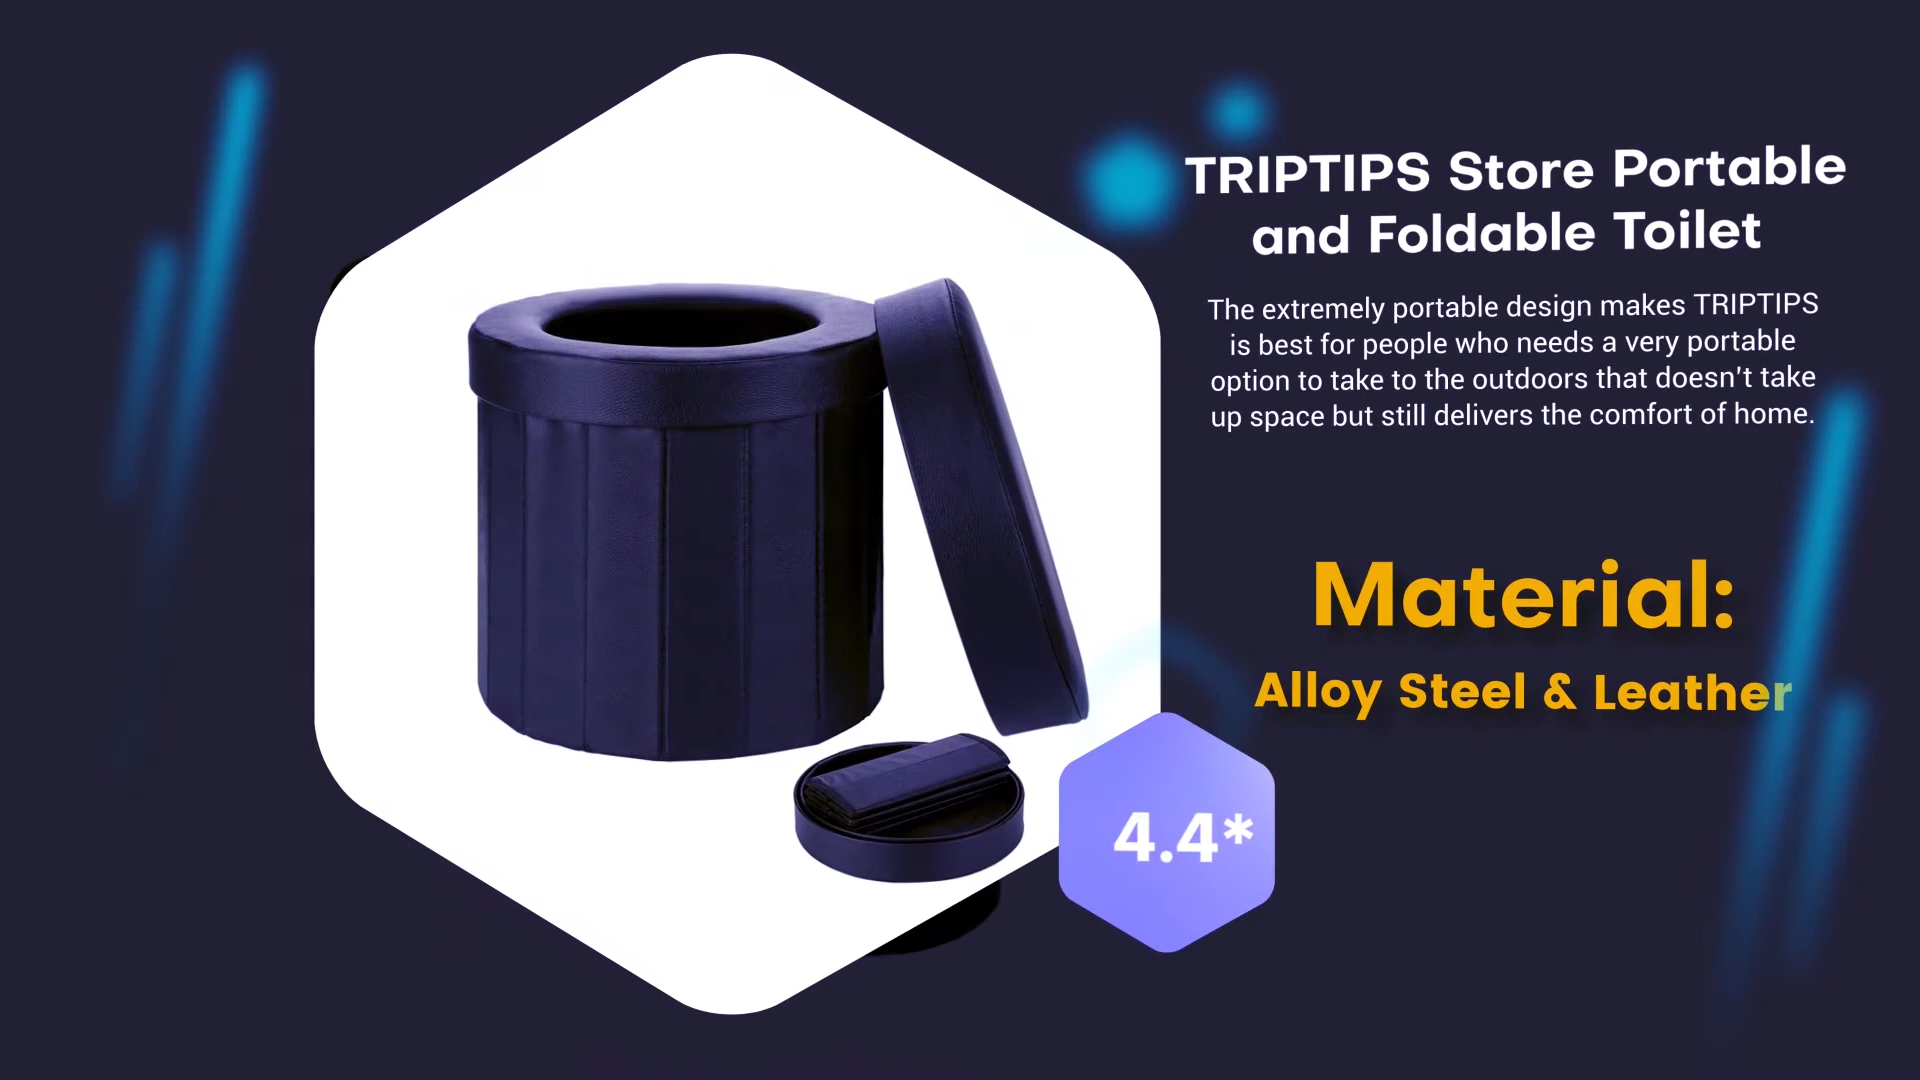 TRIPTIPS Store Portable
and Foldable Toilet
The extremely portable design makes TRIPTIPS
is best for people who needs a very portable
option to take to the outdoors that doesn't take
up space but still delivers the comfort of home.
Material:
Alloy Steel & Leather
4.4*